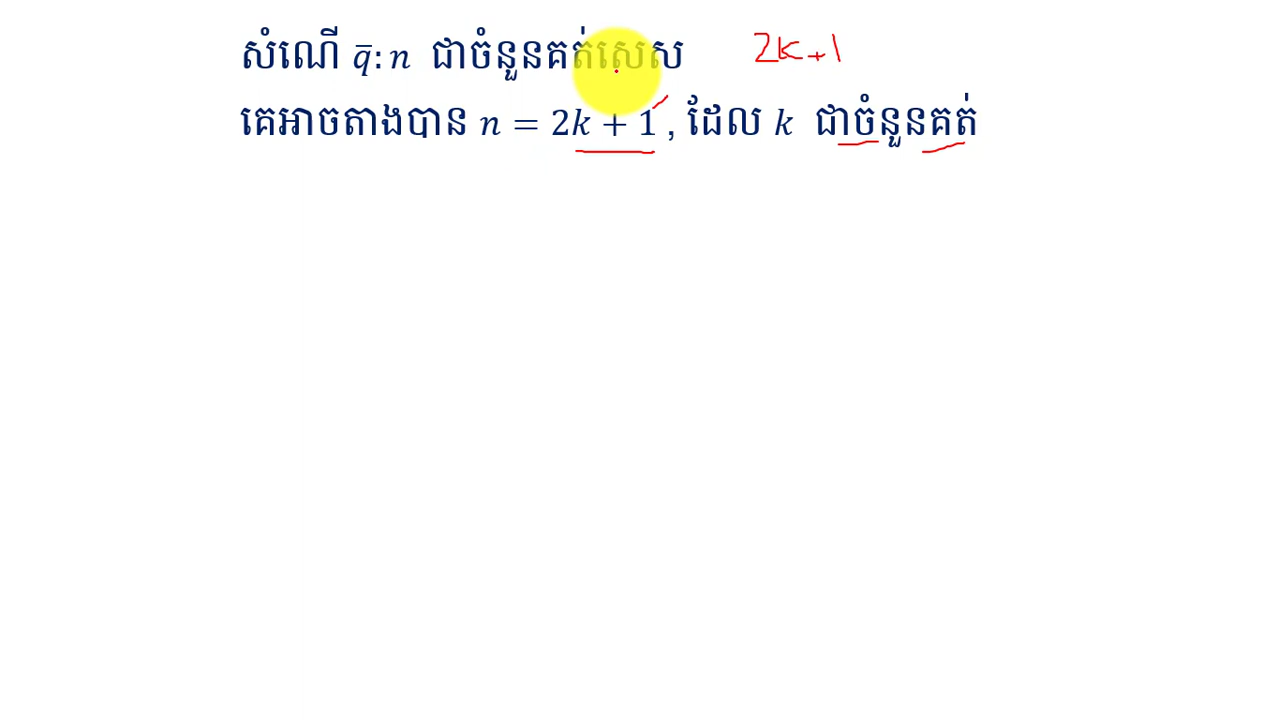 សំណើ q̄: n ជាចំនួនគត់សេស 2k+1
គេអាចតាងបាន n = 2k + 1 , ដែល k ជាចំនួនគត់